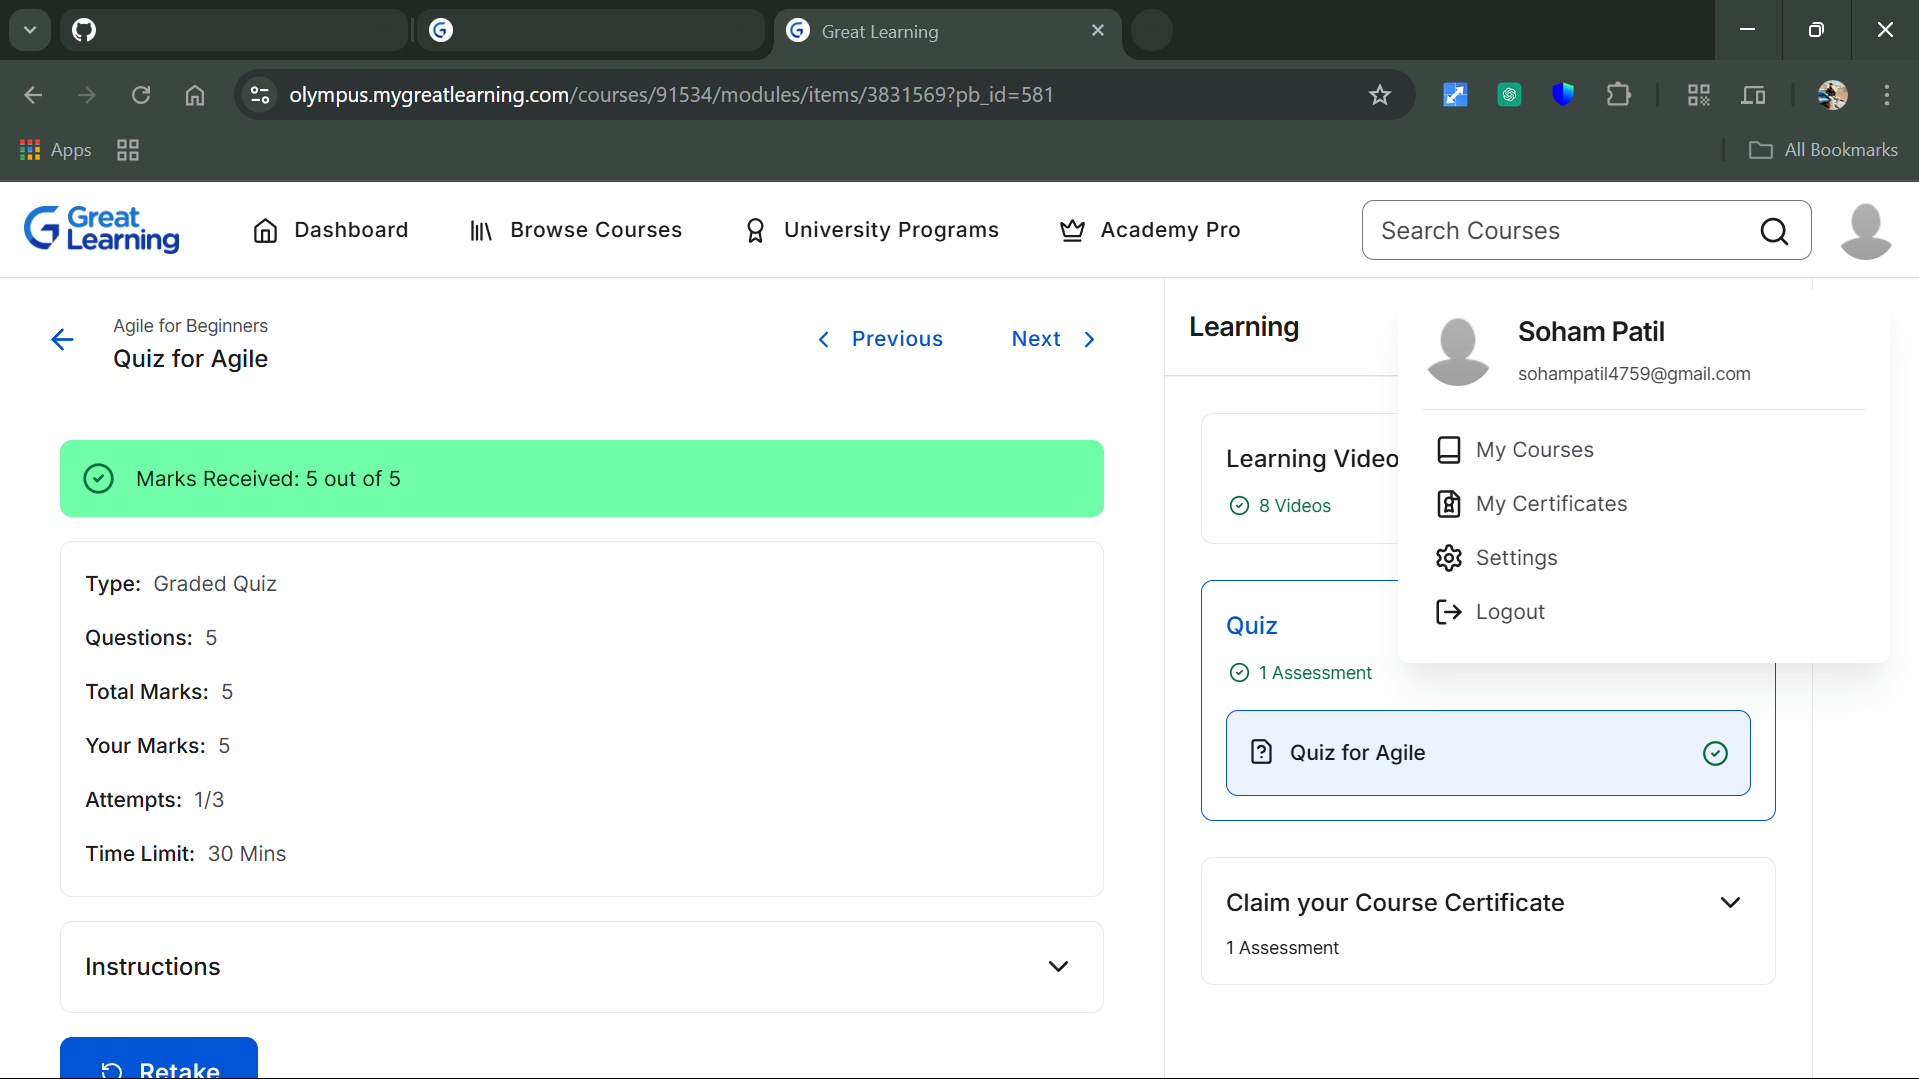 Great Learning
olympus.mygreatlearning.com/courses/91534/modules/items/3831569?pb_id=581
Apps
All Bookmarks
Great Learning
Dashboard
Browse Courses
University Programs
Academy Pro
Search Courses
Agile for Beginners
Quiz for Agile
Previous
Next
Marks Received: 5 out of 5
Type: Graded Quiz
Questions: 5
Total Marks: 5
Your Marks: 5
Attempts: 1/3
Time Limit: 30 Mins
Instructions
Retake
Learning
Learning Video
8 Videos
Quiz
1 Assessment
Quiz for Agile
Claim your Course Certificate
1 Assessment
Soham Patil
sohampatil4759@gmail.com
My Courses
My Certificates
Settings
Logout